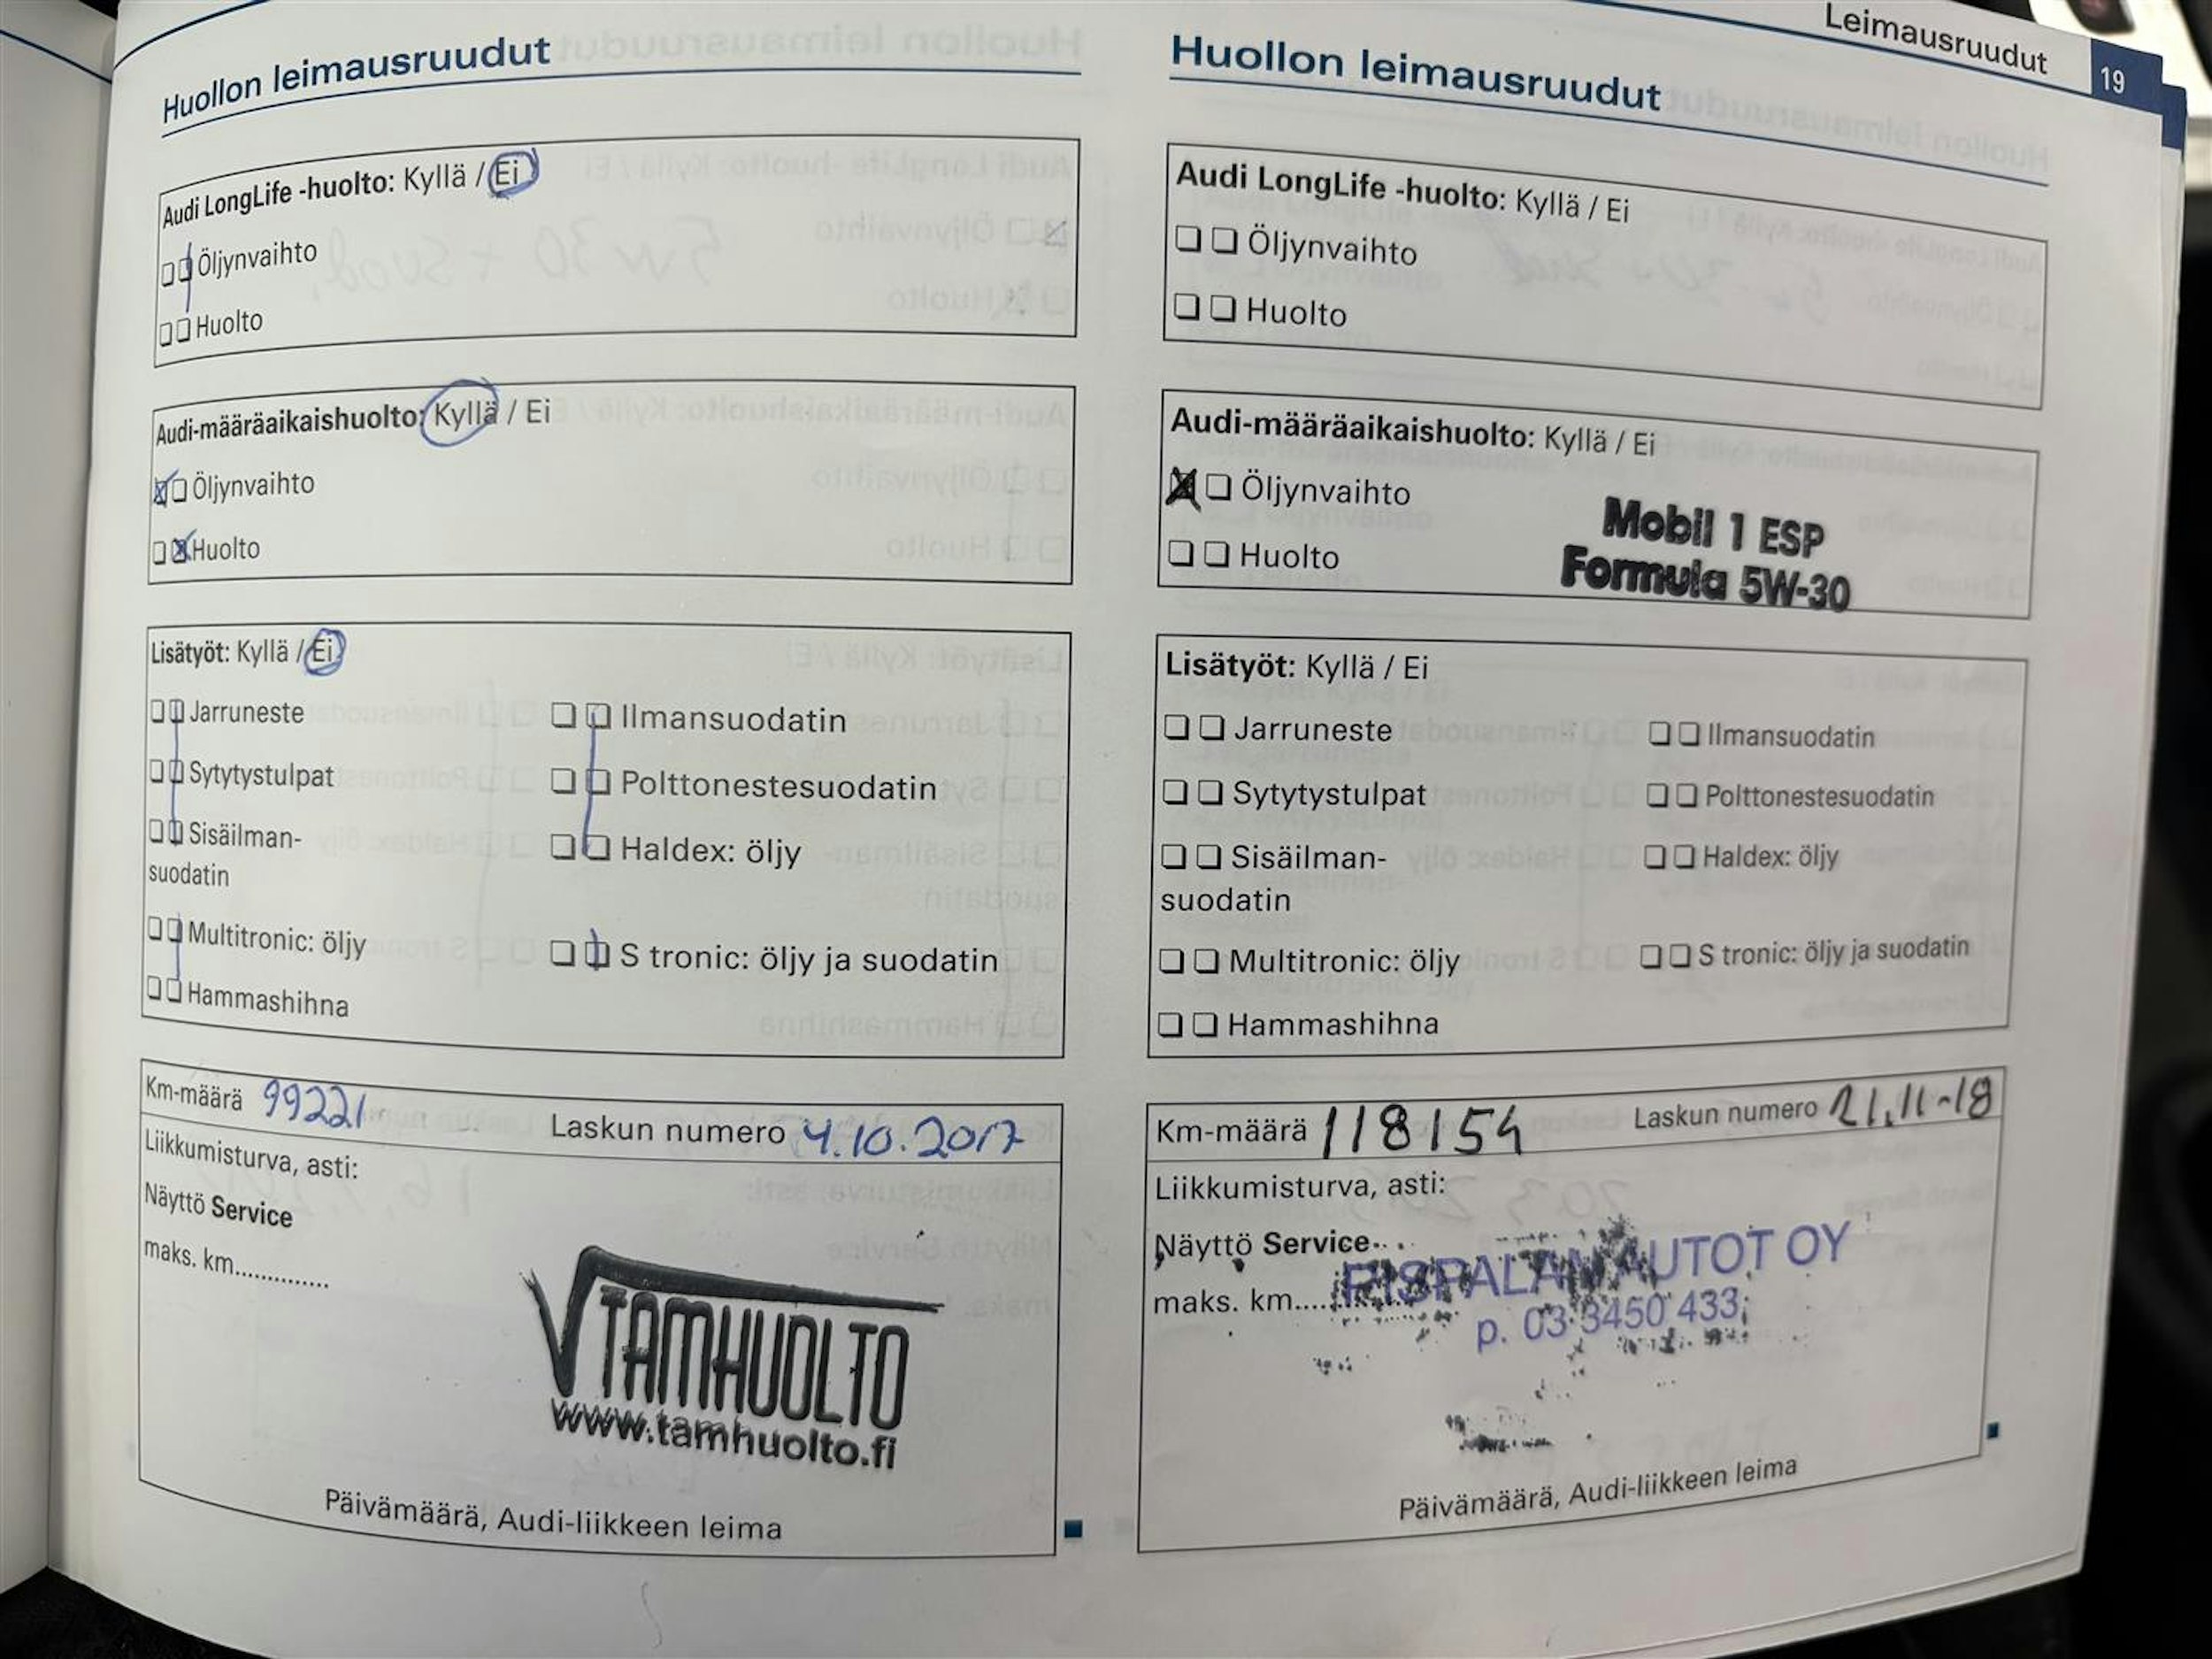 Leimausruudut 19
Huollon leimausruudut
Audi LongLife -huolto: Kyllä / Ei
Öljynvaihto
Huolto
Audi-määräaikaishuolto: Kyllä / Ei
Öljynvaihto
Huolto
Lisätyöt: Kyllä / Ei
Jarruneste Ilmansuodatin
Sytytystulpat Polttonestesuodatin
Sisäilman- Haldex: öljy
suodatin
Multitronic: öljy S tronic: öljy ja suodatin
Hammashihna
Km-määrä 99221 Laskun numero 4.10.2017
Liikkumisturva, asti:
Näyttö Service
maks. km..............
TAMHUOLTO
www.tamhuolto.fi
Päivämäärä, Audi-liikkeen leima
Huollon leimausruudut
Audi LongLife -huolto: Kyllä / Ei
Öljynvaihto
Huolto
Audi-määräaikaishuolto: Kyllä / Ei
Öljynvaihto
Huolto
Mobil 1 ESP
Formula 5W-30
Lisätyöt: Kyllä / Ei
Jarruneste Ilmansuodatin
Sytytystulpat Polttonestesuodatin
Sisäilman- Haldex: öljy
suodatin
Multitronic: öljy S tronic: öljy ja suodatin
Hammashihna
Km-määrä 118154 Laskun numero 21.11-18
Liikkumisturva, asti:
Näyttö Service
maks. km....
PISPALAN AUTOT OY
p. 03 3450 433
Päivämäärä, Audi-liikkeen leima